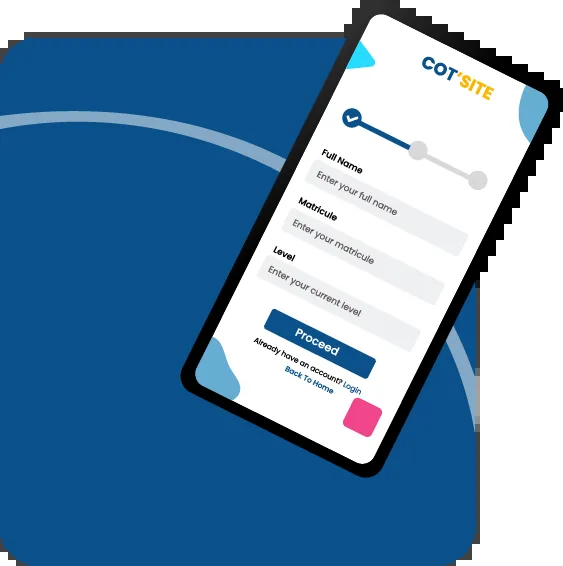 COT'SITE
Full Name
Enter your full name
Matricule
Enter your matricule
Level
Enter your current level
Proceed
Already have an account? Login
Back To Home